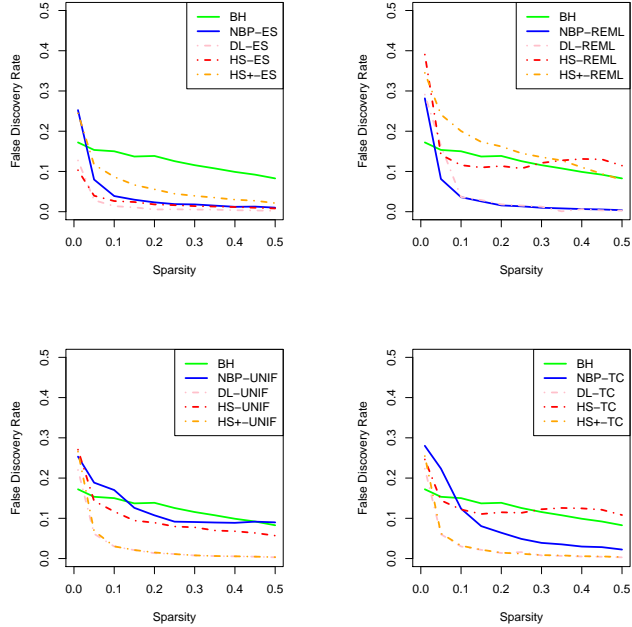 BH
NBP−ES
DL−ES
HS−ES
HS+−ES
False Discovery Rate
0.0 0.1 0.2 0.3 0.4 0.5
0.0 0.1 0.2 0.3 0.4 0.5
Sparsity
BH
NBP−REML
DL−REML
HS−REML
HS+−REML
False Discovery Rate
0.0 0.1 0.2 0.3 0.4 0.5
0.0 0.1 0.2 0.3 0.4 0.5
Sparsity
BH
NBP−UNIF
DL−UNIF
HS−UNIF
HS+−UNIF
False Discovery Rate
0.0 0.1 0.2 0.3 0.4 0.5
0.0 0.1 0.2 0.3 0.4 0.5
Sparsity
BH
NBP−TC
DL−TC
HS−TC
HS+−TC
False Discovery Rate
0.0 0.1 0.2 0.3 0.4 0.5
0.0 0.1 0.2 0.3 0.4 0.5
Sparsity